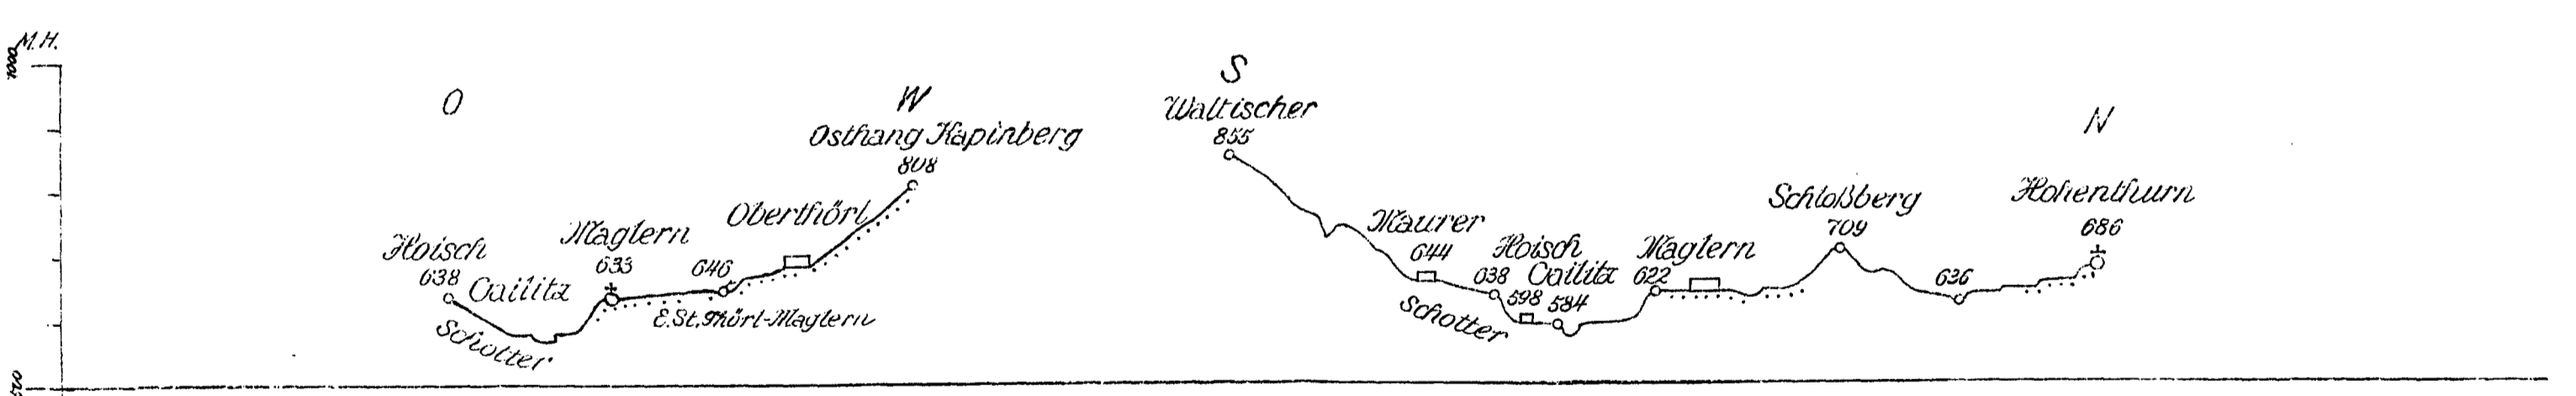 M.H.
1000
O
W
Osthang Kapinberg
808
Oberthörl
Hoisch
638
Gailitz
Schotter
Maglern
633
646
E.St.Thörl-Maglern
S
Waltischer
855
Maurer
644
Schotter
Hoisch
638
Gailitz
598
584
622
Maglern
Schloßberg
709
636
N
Hohenthurn
686
500